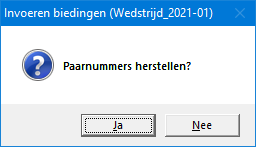 Invoeren biedingen (Wedstrijd_2021-01)
Paarnummers herstellen?
Ja
Nee